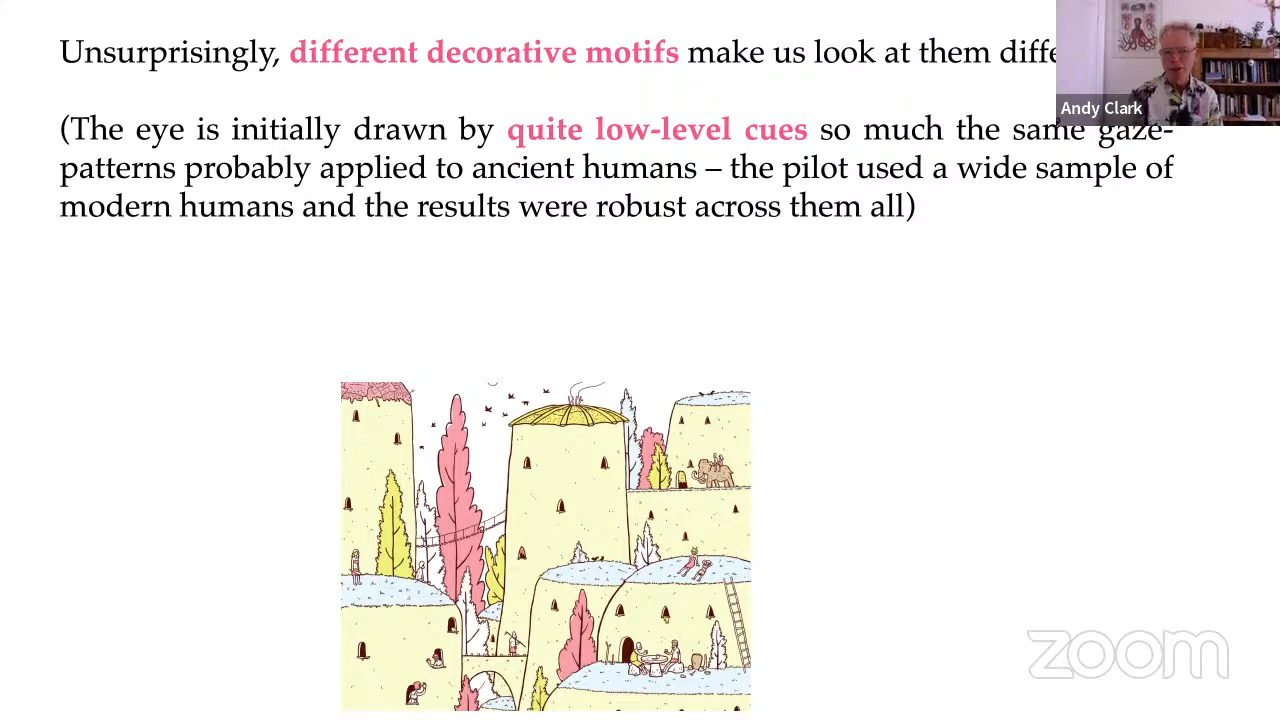 Unsurprisingly, different decorative motifs make us look at them diffe
Andy Clark
(The eye is initially drawn by quite low-level cues so much the same gaze-
patterns probably applied to ancient humans – the pilot used a wide sample of
modern humans and the results were robust across them all)
zoom